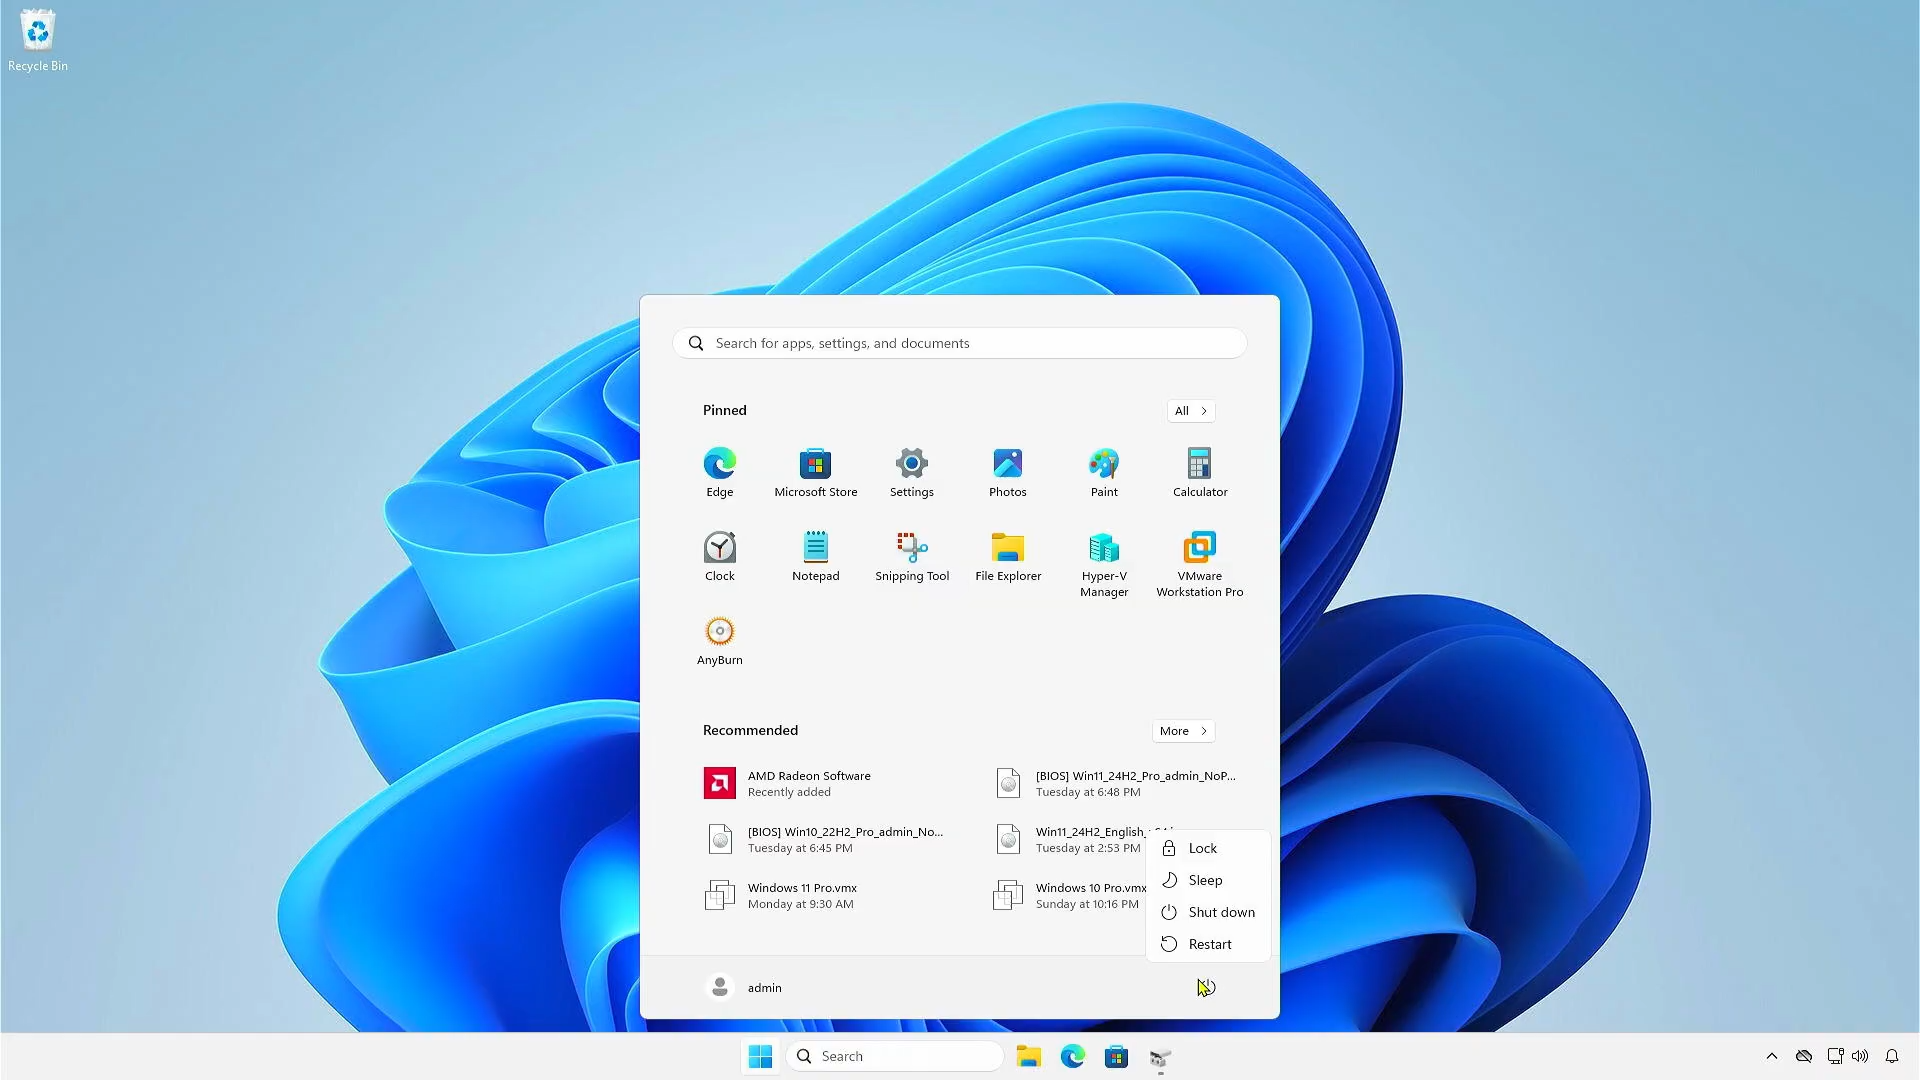 Recycle Bin
Search for apps, settings, and documents
Pinned
All
Edge
Microsoft Store
Settings
Photos
Paint
Calculator
Clock
Notepad
Snipping Tool
File Explorer
Hyper-V
Manager
VMware
Workstation Pro
AnyBurn
Recommended
More
AMD Radeon Software
Recently added
[BIOS] Win11_24H2_Pro_admin_NoP...
Tuesday at 6:48 PM
[BIOS] Win10_22H2_Pro_admin_No...
Tuesday at 6:45 PM
Win11_24H2_English_
Tuesday at 2:53 PM
Windows 11 Pro.vmx
Monday at 9:30 AM
Windows 10 Pro.vmx
Sunday at 10:16 PM
Lock
Sleep
Shut down
Restart
admin
Search